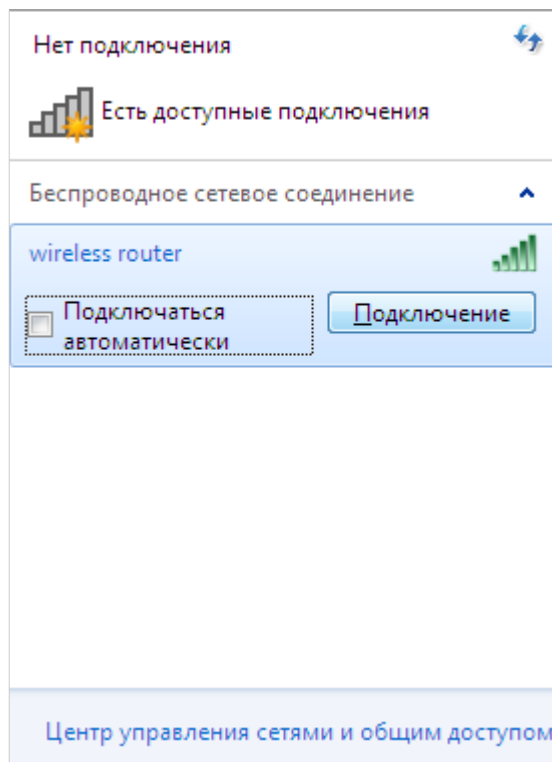 Нет подключения
Есть доступные подключения
Беспроводное сетевое соединение
wireless router
Подключаться
автоматически
Подключение
Центр управления сетями и общим доступом